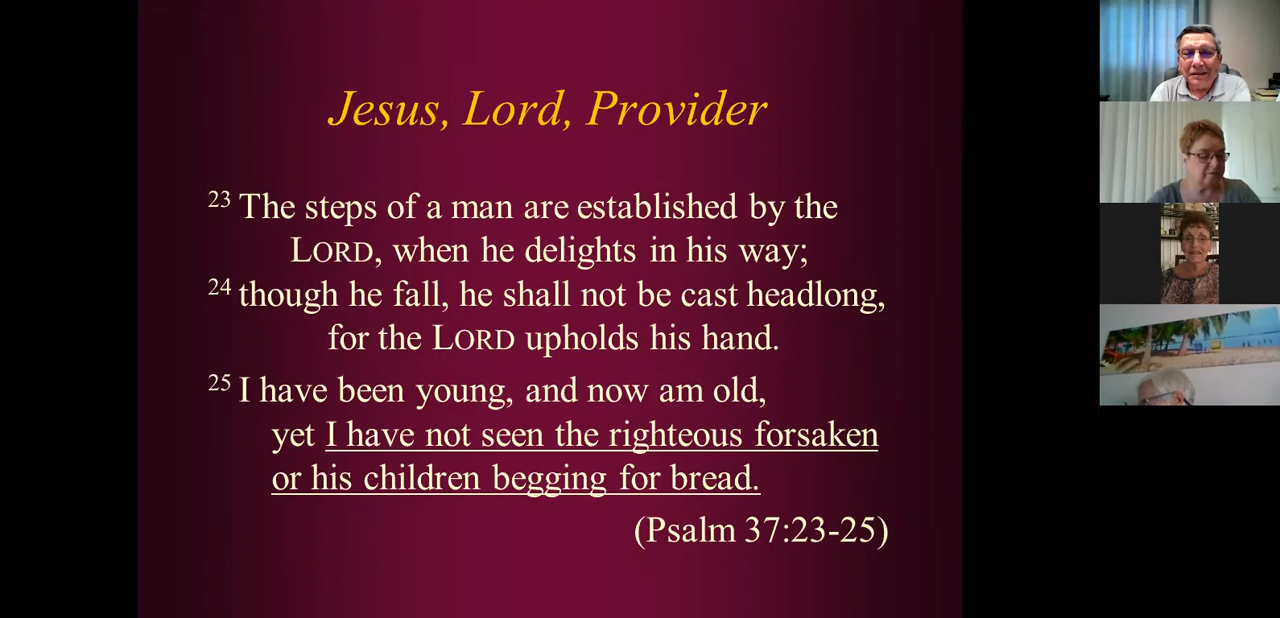 Jesus, Lord, Provider
23 The steps of a man are established by the
LORD, when he delights in his way;
24 though he fall, he shall not be cast headlong,
for the LORD upholds his hand.
25 I have been young, and now am old,
yet I have not seen the righteous forsaken
or his children begging for bread.
(Psalm 37:23-25)